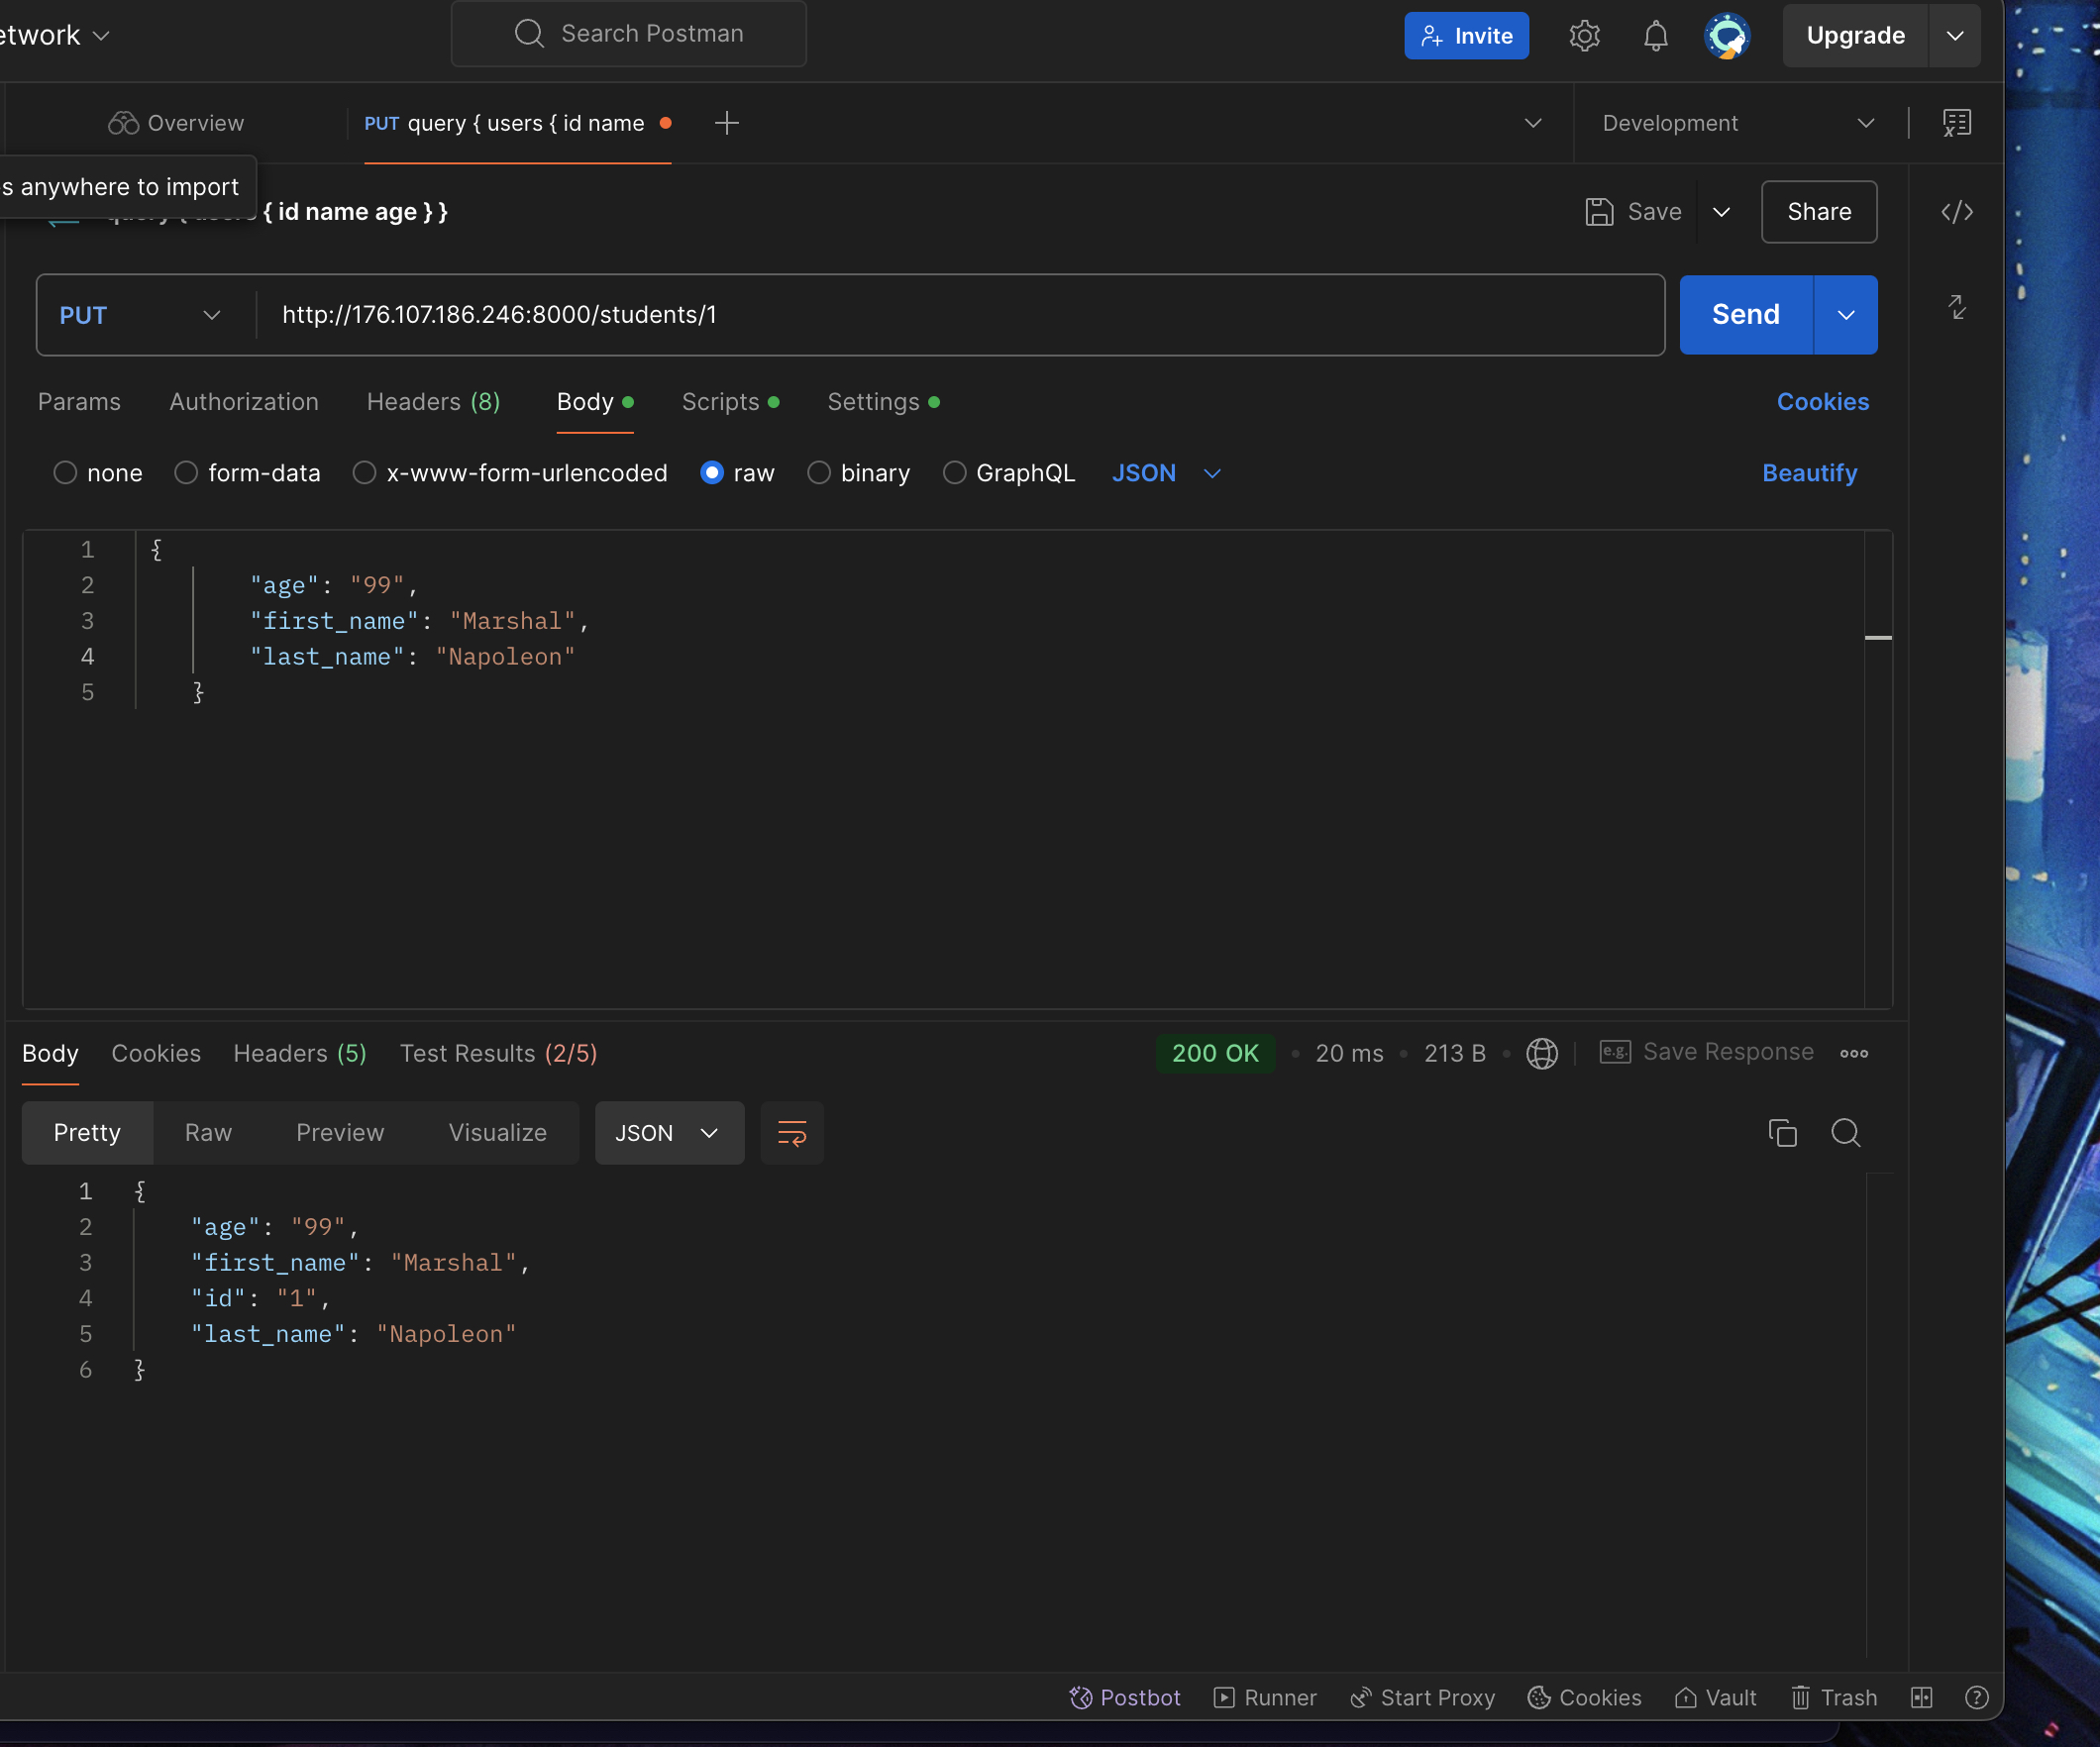 etwork
Search Postman
Invite
Upgrade
Overview
PUT query { users { id name
Development
s anywhere to import
{ id name age } }
Save
Share
PUT
http://176.107.186.246:8000/students/1
Send
Params
Authorization
Headers (8)
Body
Scripts
Settings
Cookies
none
form-data
x-www-form-urlencoded
raw
binary
GraphQL
JSON
Beautify
1 {
2 "age": "99",
3 "first_name": "Marshal",
4 "last_name": "Napoleon"
5 }
Body
Cookies
Headers (5)
Test Results (2/5)
200 OK
20 ms
213 B
e.g.
Save Response
Pretty
Raw
Preview
Visualize
JSON
1 {
2 "age": "99",
3 "first_name": "Marshal",
4 "id": "1",
5 "last_name": "Napoleon"
6 }
Postbot
Runner
Start Proxy
Cookies
Vault
Trash